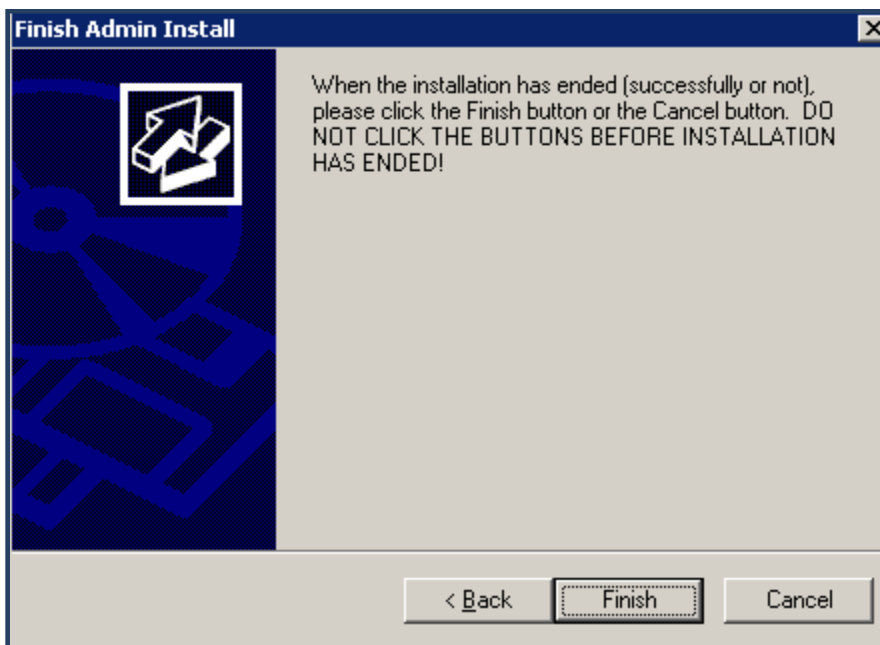 Finish Admin Install
When the installation has ended (successfully or not),
please click the Finish button or the Cancel button.  DO
NOT CLICK THE BUTTONS BEFORE INSTALLATION
HAS ENDED!
< Back
Finish
Cancel